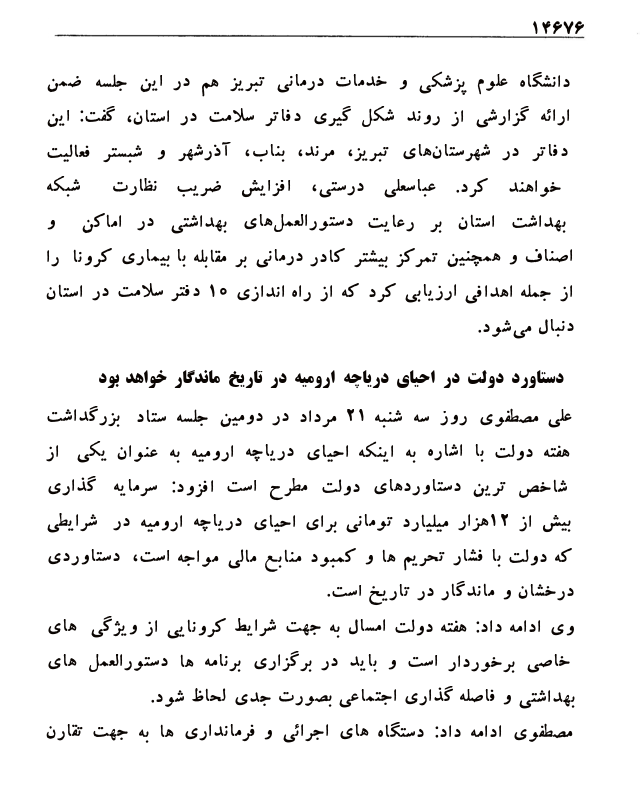 ۱۴۶۷۶
دانشگاه علوم پزشکی و خدمات درمانی تبریز هم در این جلسه ضمن
ارائه گزارشی از روند شکل گیری دفاتر سلامت در استان، گفت: این
دفاتر در شهرستان‌های تبریز، مرند، بناب، آذرشهر و شبستر فعالیت
خواهند کرد. عباسعلی درستی، افزایش ضریب نظارت شبکه
بهداشت استان بر رعایت دستورالعمل‌های بهداشتی در اماکن و
اصناف و همچنین تمرکز بیشتر کادر درمانی بر مقابله با بیماری کرونا را
از جمله اهدافی ارزیابی کرد که از راه اندازی ۱۰ دفتر سلامت در استان
دنبال می‌شود.
دستاورد دولت در احیای دریاچه ارومیه در تاریخ ماندگار خواهد بود
علی مصطفوی روز سه شنبه ۲۱ مرداد در دومین جلسه ستاد بزرگداشت
هفته دولت با اشاره به اینکه احیای دریاچه ارومیه به عنوان یکی از
شاخص ترین دستاوردهای دولت مطرح است افزود: سرمایه گذاری
بیش از ۱۲هزار میلیارد تومانی برای احیای دریاچه ارومیه در شرایطی
که دولت با فشار تحریم ها و کمبود منابع مالی مواجه است، دستاوردی
درخشان و ماندگار در تاریخ است.
وی ادامه داد: هفته دولت امسال به جهت شرایط کرونایی از ویژگی های
خاصی برخوردار است و باید در برگزاری برنامه ها دستورالعمل های
بهداشتی و فاصله گذاری اجتماعی بصورت جدی لحاظ شود.
مصطفوی ادامه داد: دستگاه های اجرائی و فرمانداری ها به جهت تقارن